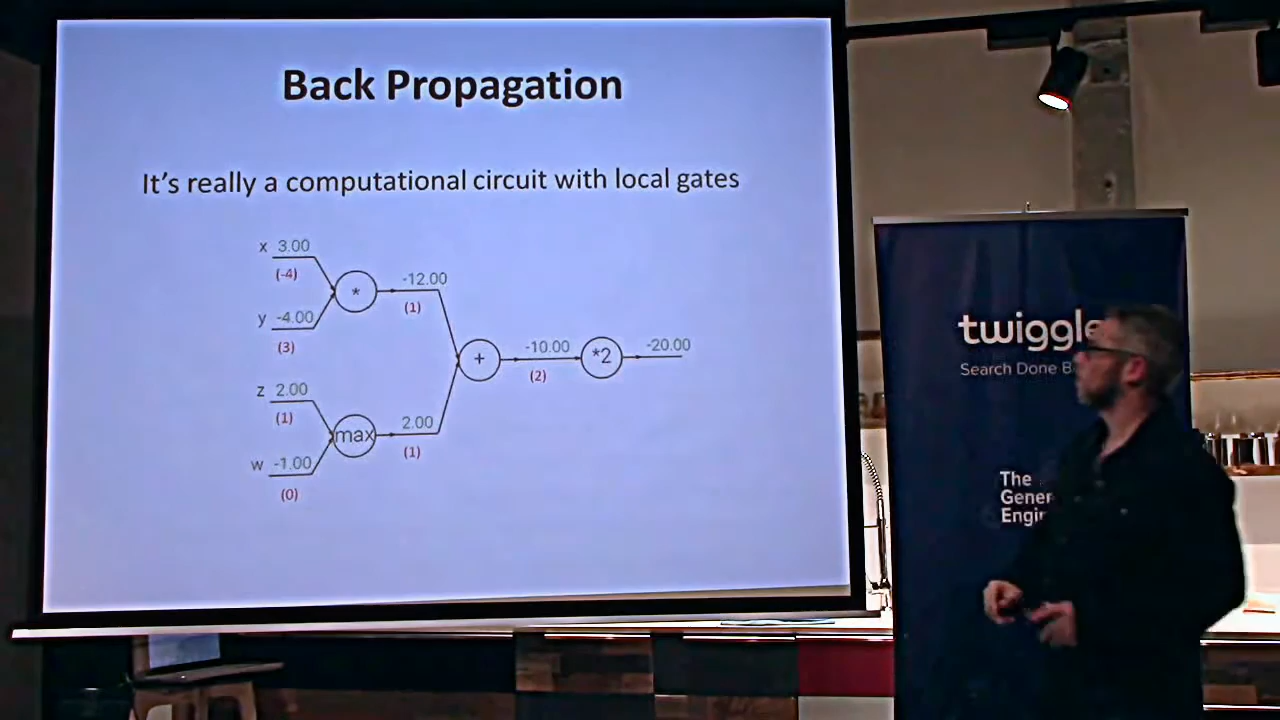 Back Propagation
It's really a computational circuit with local gates
x 3.00
(-4)
*
-12.00
(1)
y -4.00
(3)
+
-10.00
(2)
*2
-20.00
z 2.00
(1)
max
2.00
(1)
w -1.00
(0)
twiggle
Search Done B
The
Gener
Engin